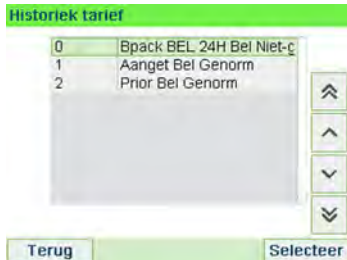 Historiek tarief
0 Bpack BEL 24H Bel Niet-g
1 Aanget Bel Genorm
2 Prior Bel Genorm
Terug Selecteer